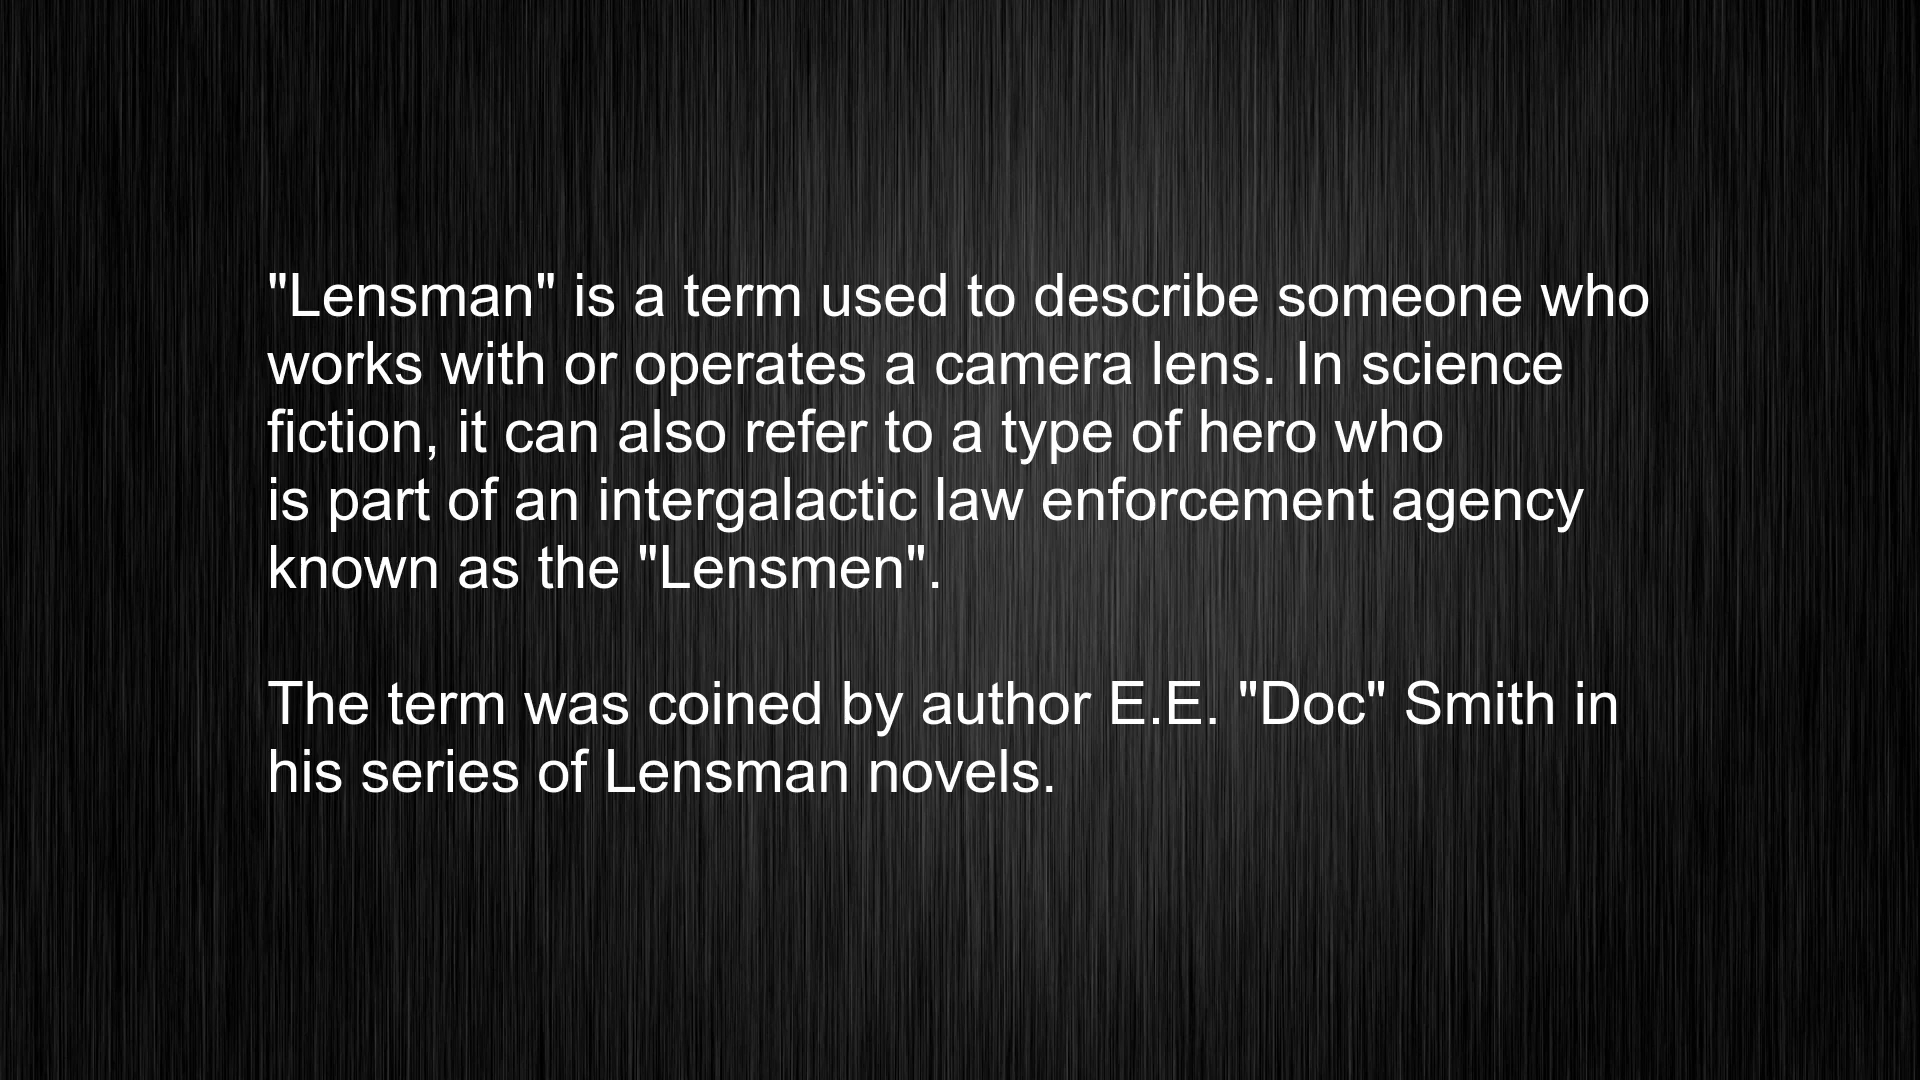 "Lensman" is a term used to describe someone who
works with or operates a camera lens. In science
fiction, it can also refer to a type of hero who
is part of an intergalactic law enforcement agency
known as the "Lensmen".
The term was coined by author E.E. "Doc" Smith in
his series of Lensman novels.